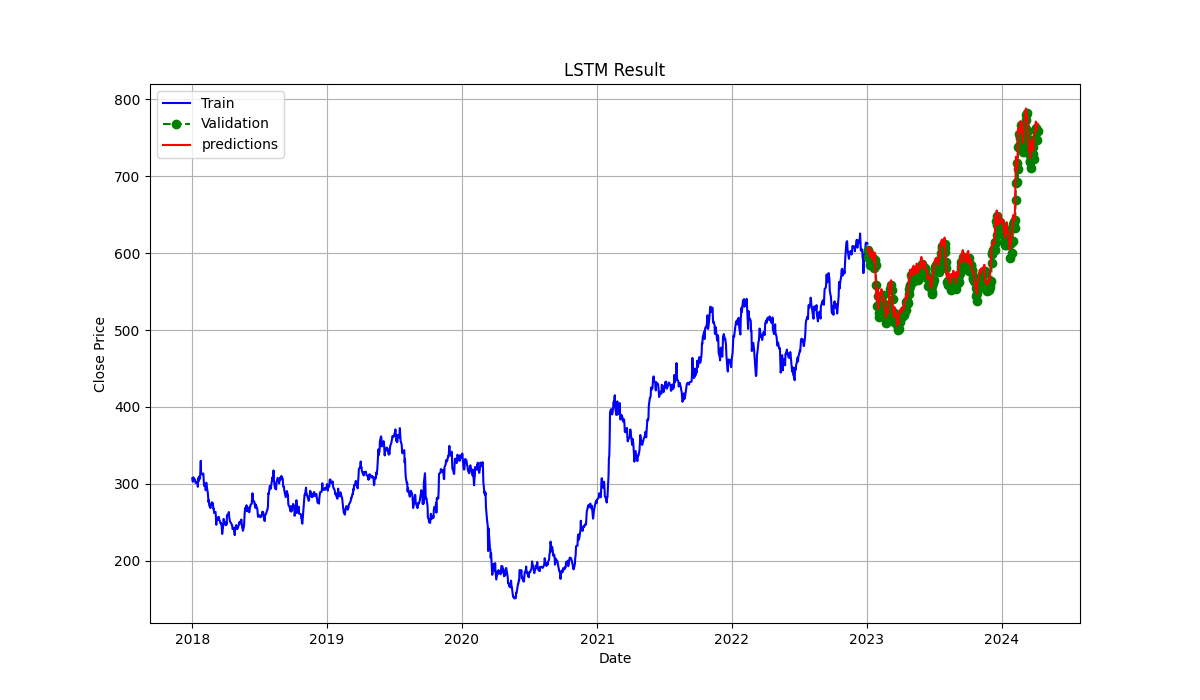 LSTM Result
Train
Validation
predictions
800
700
600
500
400
300
200
Close Price
2018 2019 2020 2021 2022 2023 2024
Date